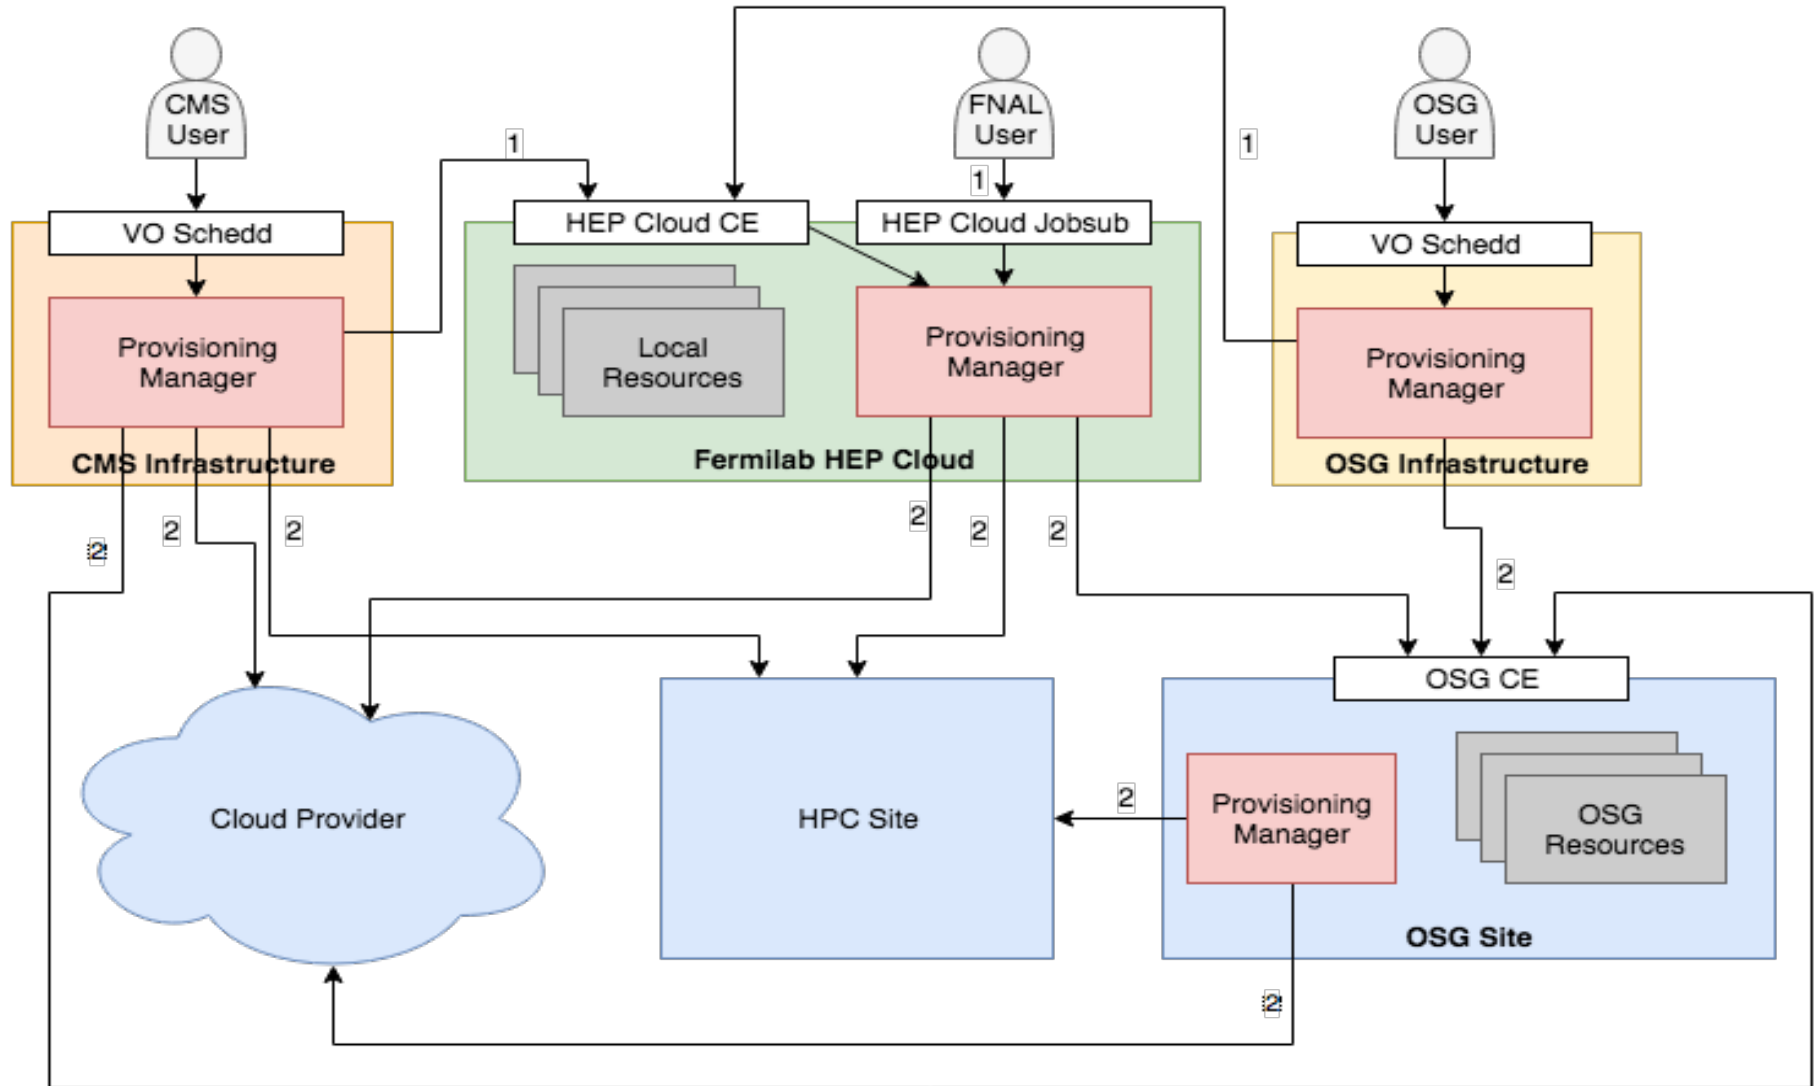 CMS
User
FNAL
User
OSG
User
1
1
1
VO Schedd
HEP Cloud CE
HEP Cloud Jobsub
VO Schedd
Provisioning
Manager
Local
Resources
Provisioning
Manager
Provisioning
Manager
CMS Infrastructure
Fermilab HEP Cloud
OSG Infrastructure
2
2
2
2
2
2
2
OSG CE
Cloud Provider
HPC Site
2
Provisioning
Manager
OSG
Resources
OSG Site
2